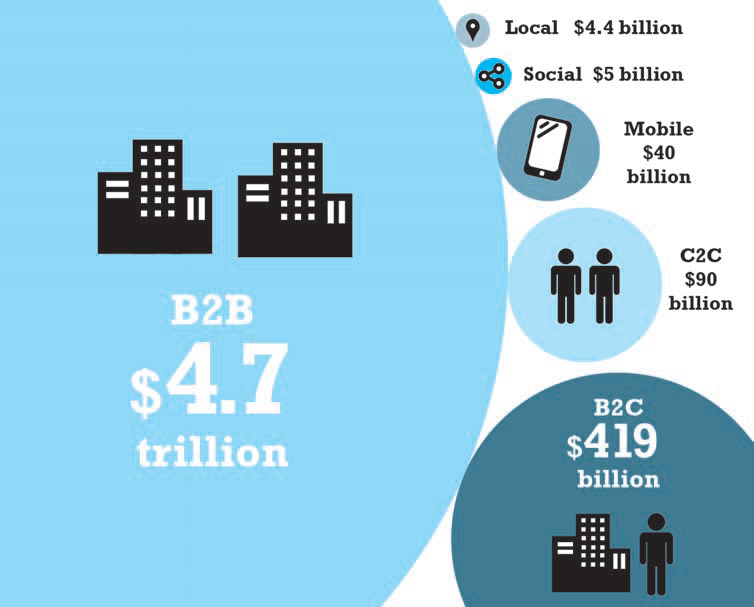 Local $4.4 billion
Social $5 billion
Mobile
$40
billion
C2C
$90
billion
B2B
$4.7
trillion
B2C
$419
billion